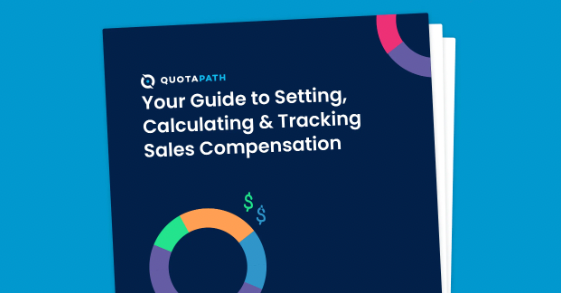 QUOTAPATH
Your Guide to Setting,
Calculating & Tracking
Sales Compensation
$
$